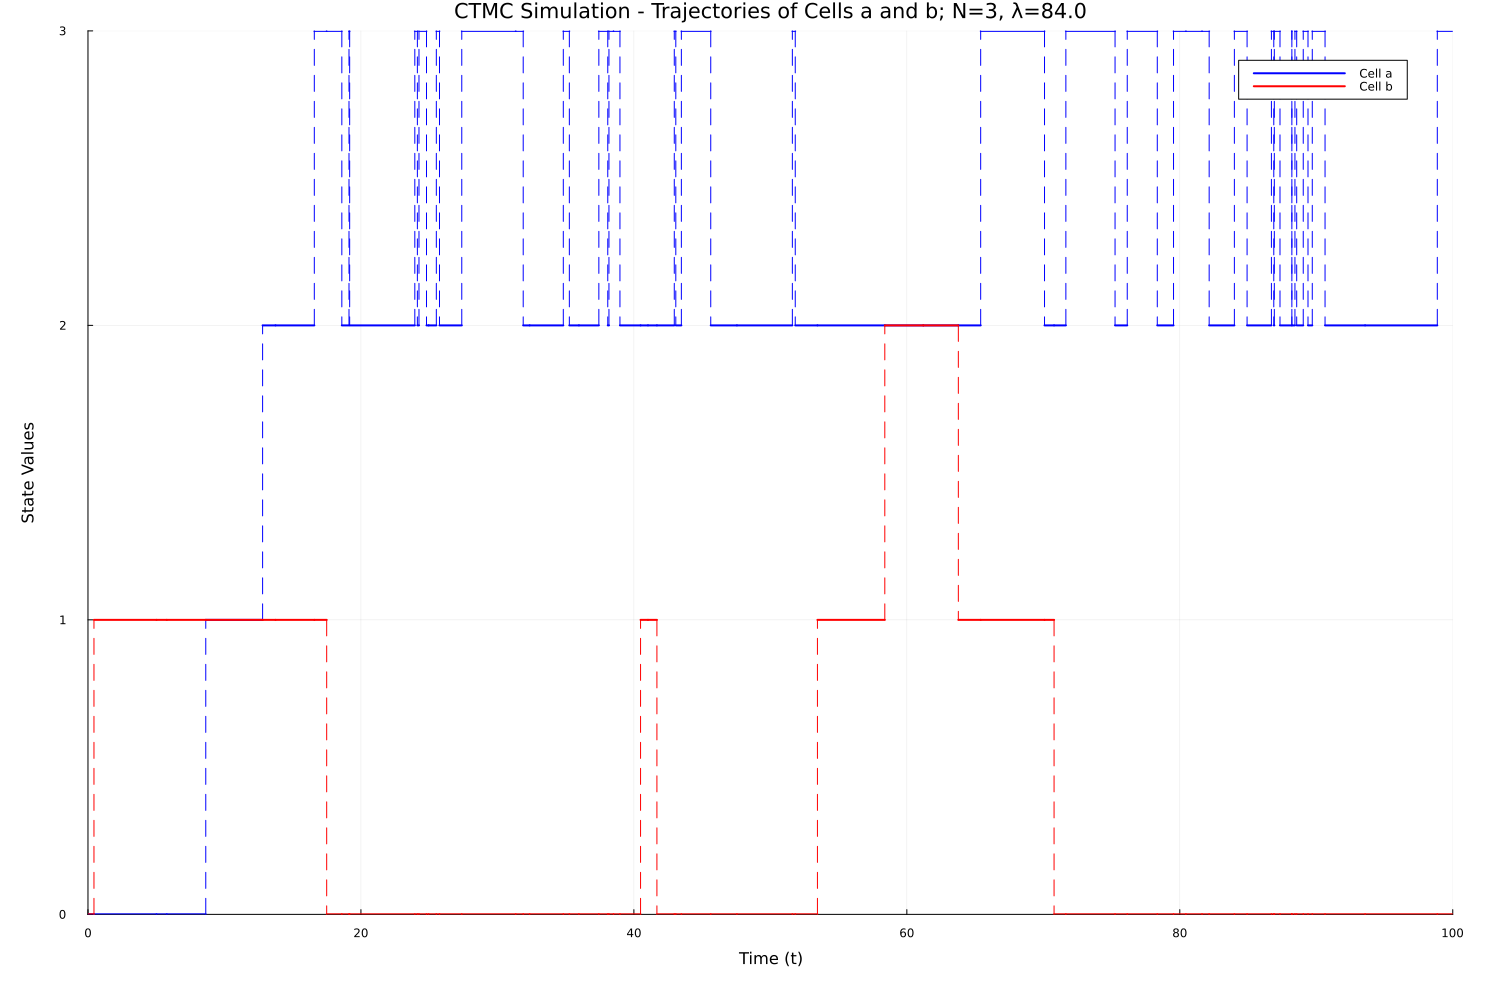 CTMC Simulation - Trajectories of Cells a and b; N=3, λ=84.0
3
Cell a
Cell b
2
State Values
1
0
0 20 40 60 80 100
Time (t)